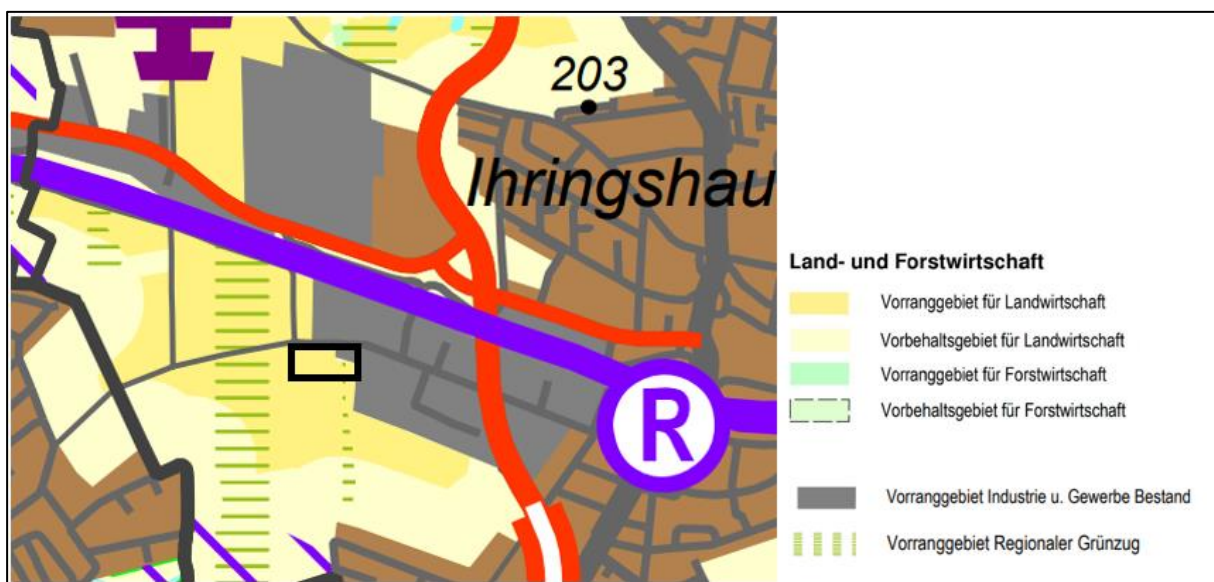 203
Ihringshau
R
Land- und Forstwirtschaft
Vorranggebiet für Landwirtschaft
Vorbehaltsgebiet für Landwirtschaft
Vorranggebiet für Forstwirtschaft
Vorbehaltsgebiet für Forstwirtschaft
Vorranggebiet Industrie u. Gewerbe Bestand
Vorranggebiet Regionaler Grünzug